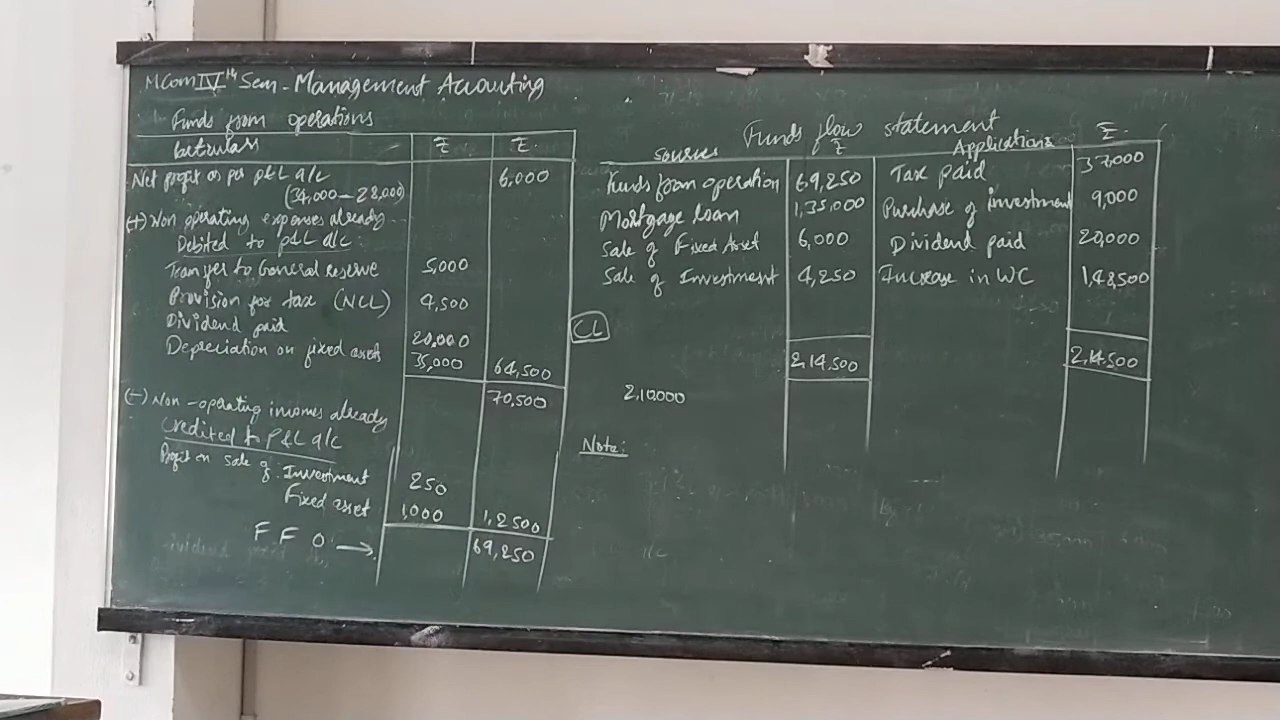 MCom IVth Sem - Management Accounting
Funds from operations
Particulars ₹ ₹
Net profit as per P&L a/c 6,000
(34,000 - 28,000)
(+) Non operating expenses already
Debited to P&L a/c
Transfer to General reserve 5,000
Provision for tax (NCL) 4,500
Dividend paid 20,000
Depreciation on fixed asset 35,000 64,500
70,500
(-) Non-operating incomes already
Credited to P&L a/c
Profit on sale of Investment 250
Fixed asset 1,000 1,2500
F F O → 69,250
CL
Funds flow statement
Sources ₹ Applications ₹
Funds from operation 69,250 Tax paid 37,000
Mortgage loan 1,35,000 Purchase of investment 9,000
Sale of Fixed Asset 6,000 Dividend paid 20,000
Sale of Investment 4,250 Increase in WC 1,48,500
2,14,500 2,14,500
2,10,000
Note: